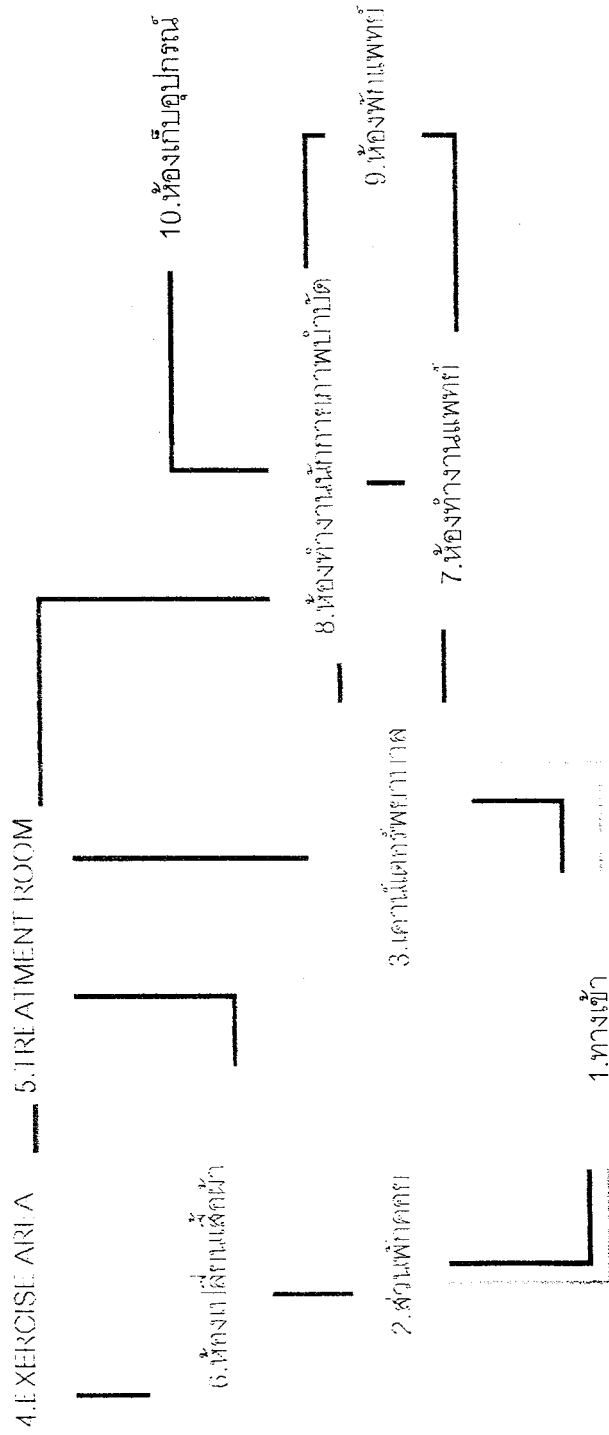 4.EXERCISE AREA
5.TREATMENT ROOM
10.ห้องเก็บอุปกรณ์
6.ห้องเปลี่ยนเสื้อผ้า
8.ห้องทำงานนักกายภาพบำบัด
9.ห้องพักแพทย์
2.ส่วนพักคอย
3.เคาน์เตอร์พยาบาล
7.ห้องทำงานแพทย์
1.ทางเข้า